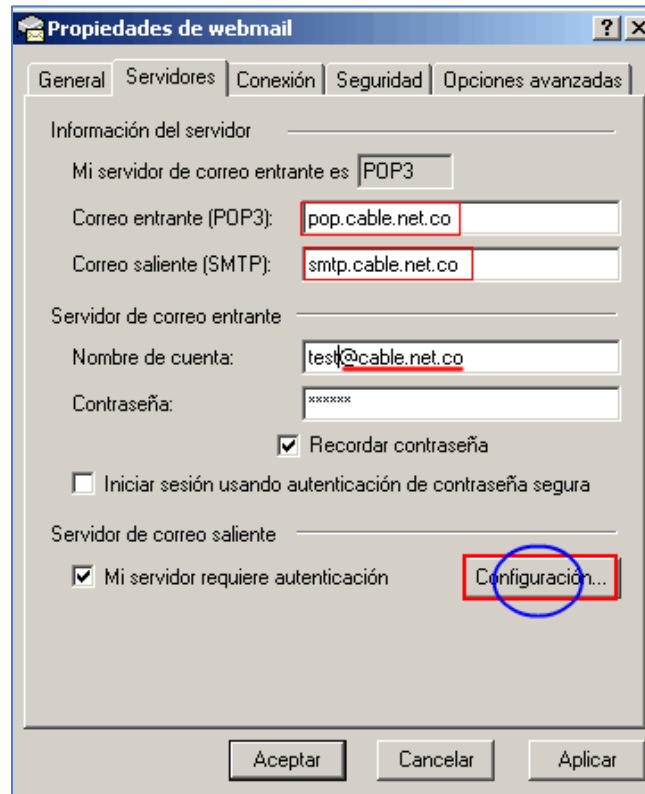 Propiedades de webmail
General Servidores Conexión Seguridad Opciones avanzadas
Información del servidor
Mi servidor de correo entrante es POP3
Correo entrante (POP3): pop.cable.net.co
Correo saliente (SMTP): smtp.cable.net.co
Servidor de correo entrante
Nombre de cuenta: test@cable.net.co
Contraseña: ××××××
Recordar contraseña
Iniciar sesión usando autenticación de contraseña segura
Servidor de correo saliente
Mi servidor requiere autenticación Configuración...
Aceptar Cancelar Aplicar